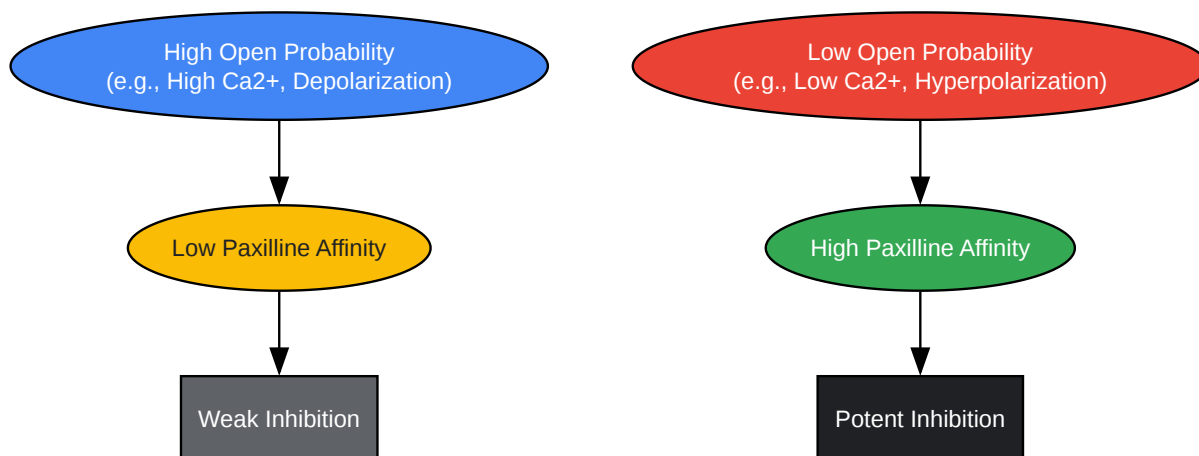 High Open Probability
(e.g., High Ca2+, Depolarization)
Low Paxilline Affinity
Weak Inhibition
Low Open Probability
(e.g., Low Ca2+, Hyperpolarization)
High Paxilline Affinity
Potent Inhibition